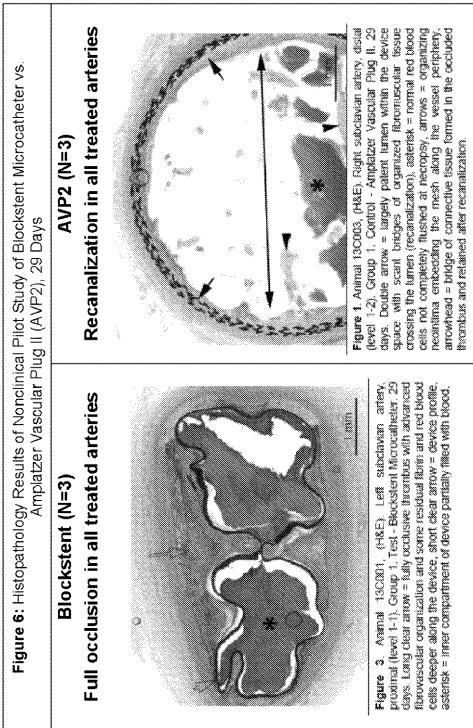 Figure 6: Histopathology Results of Nonclinical Pilot Study of Blockstent Microcatheter vs.
Amplatzer Vascular Plug II (AVP2), 29 Days
Blockstent (N=3)
Full occlusion in all treated arteries
1 mm
Figure 3. Animal 13C001, (H&E). Left subclavian artery,
proximal (level 1-1). Group 1, Test - Blockstent Microcatheter. 29
days. Long clear arrow = fully occlusive thrombus with advanced
fibrovascular organization and some residual fibrin and red blood
cells deeper along the device, short clear arrow = device profile,
asterisk = inner compartment of device partially filled with blood.
AVP2 (N=3)
Recanalization in all treated arteries
1 mm
Figure 1. Animal 13C003, (H&E). Right subclavian artery, distal
(level 1-2). Group 1, Control - Amplatzer Vascular Plug II. 29
days. Double arrow = largely patent lumen within the device
space with scant bridges of organized fibromuscular tissue
crossing the lumen (recanalization), asterisk = normal red blood
cells not completely flushed at necropsy, arrows = organizing
neointima embedding the mesh along the vessel periphery,
arrowhead = bridge of connective tissue formed in the occluded
thrombus and retained after recanalization.